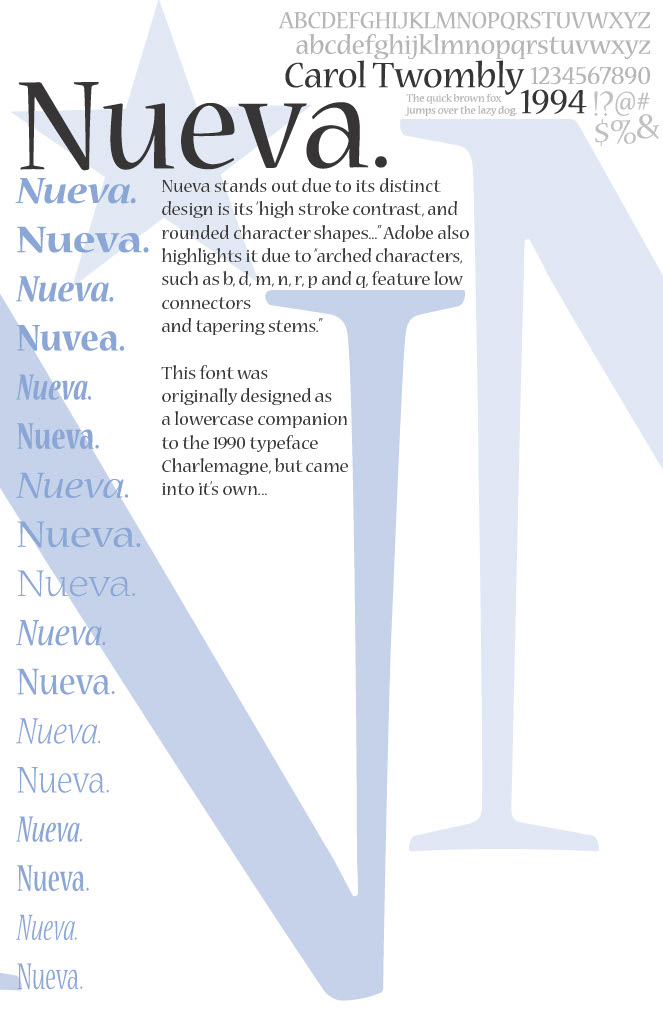 ABCDEFGHIJKLMNOPQRSTUVWXYZ
abcdefghijklmnopqrstuvwxyz
Carol Twombly 1234567890
The quick brown fox
jumps over the lazy dog.
1994 !?@#
$%&
Nueva.
Nueva.
Nueva.
Nueva.
Nuvea.
Nueva.
Nueva.
Nueva.
Nueva.
Nueva.
Nueva.
Nueva.
Nueva.
Nueva.
Nueva.
Nueva.
Nueva.
Nueva.
Nueva stands out due to its distinct
design is its 'high stroke contrast, and
rounded character shapes..." Adobe also
highlights it due to "arched characters,
such as b, d, m, n, r, p and q, feature low
connectors
and tapering stems."
This font was
originally designed as
a lowercase companion
to the 1990 typeface
Charlemagne, but came
into it's own...